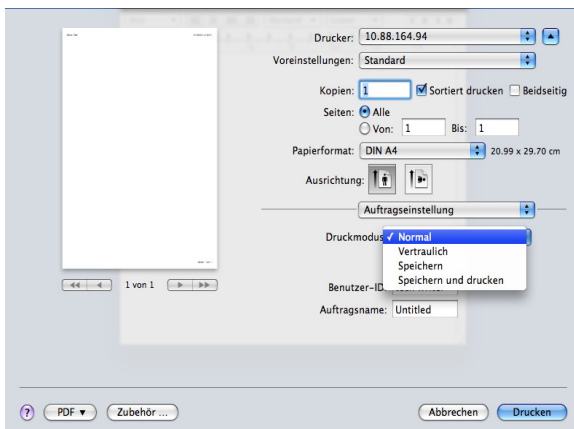 Drucker: 10.88.164.94
Voreinstellungen: Standard
Kopien: 1 Sortiert drucken Beidseitig
Seiten: Alle
Von: 1 Bis: 1
Papierformat: DIN A4 20.99 x 29.70 cm
Ausrichtung:
Auftragseinstellung
Druckmodus ✓ Normal
Vertraulich
Speichern
Speichern und drucken
1 von 1
Benutzer-ID:
Auftragsname: Untitled
? PDF ▼ Zubehör ... Abbrechen Drucken